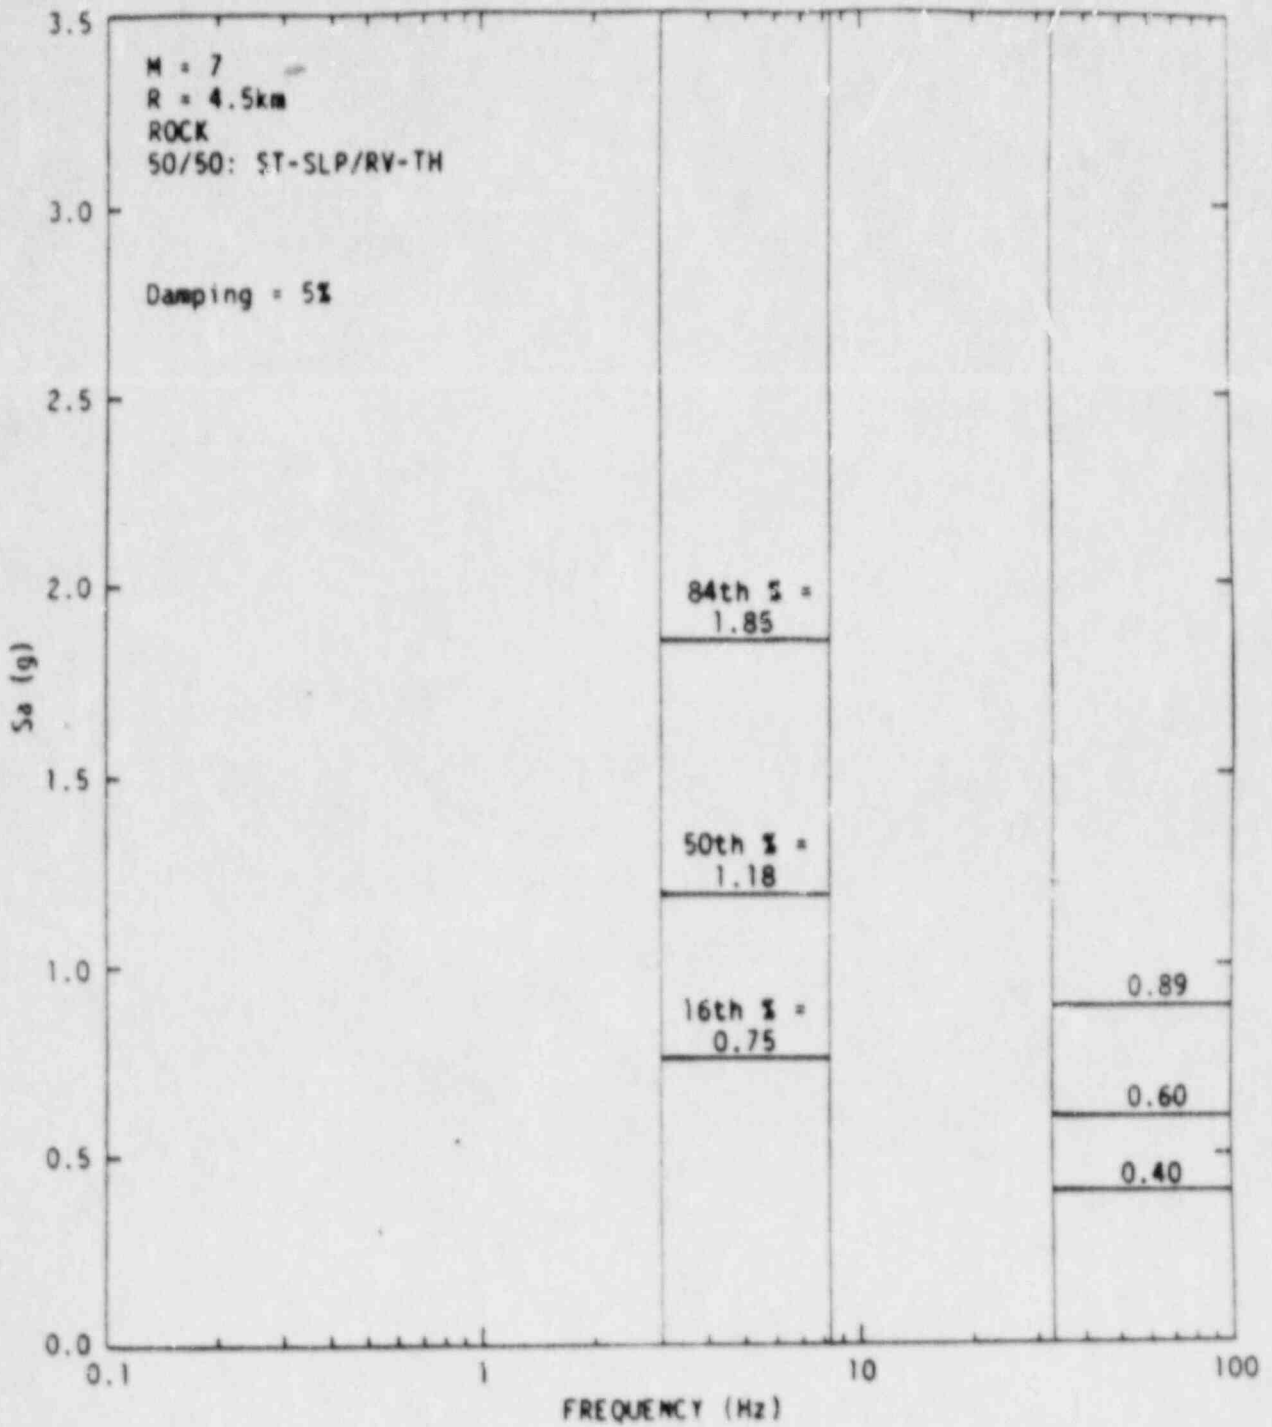 M = 7
R = 4.5km
ROCK
50/50: ST-SLP/RV-TH
Damping = 5%
3.5
3.0
2.5
2.0
1.5
1.0
0.5
0.0
Sa (g)
84th % =
1.85
50th % =
1.18
16th % =
0.75
0.89
0.60
0.40
0.1
1
10
100
FREQUENCY (Hz)